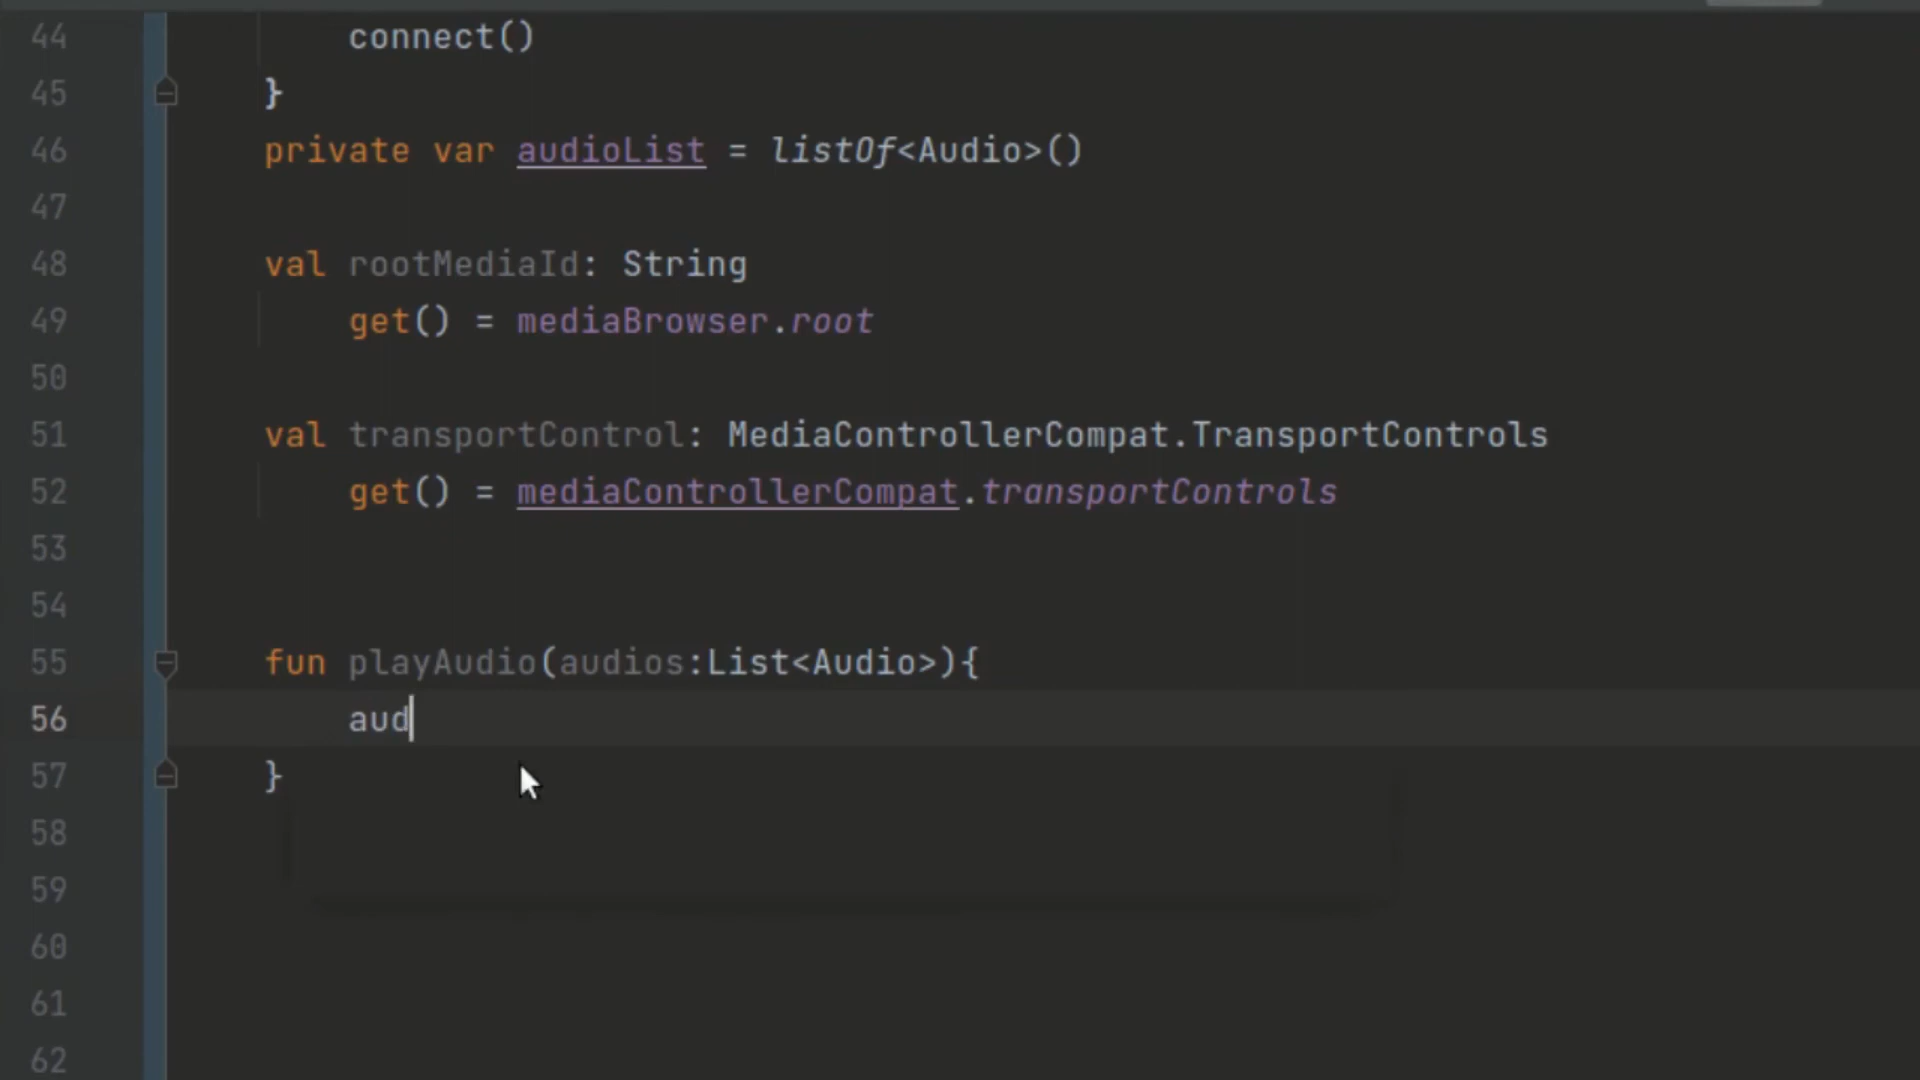 44 connect()
45 }
46 private var audioList = listOf<Audio>()
47
48 val rootMediaId: String
49 get() = mediaBrowser.root
50
51 val transportControl: MediaControllerCompat.TransportControls
52 get() = mediaControllerCompat.transportControls
53
54
55 fun playAudio(audios:List<Audio>){
56 aud
57 }
58
59
60
61
62